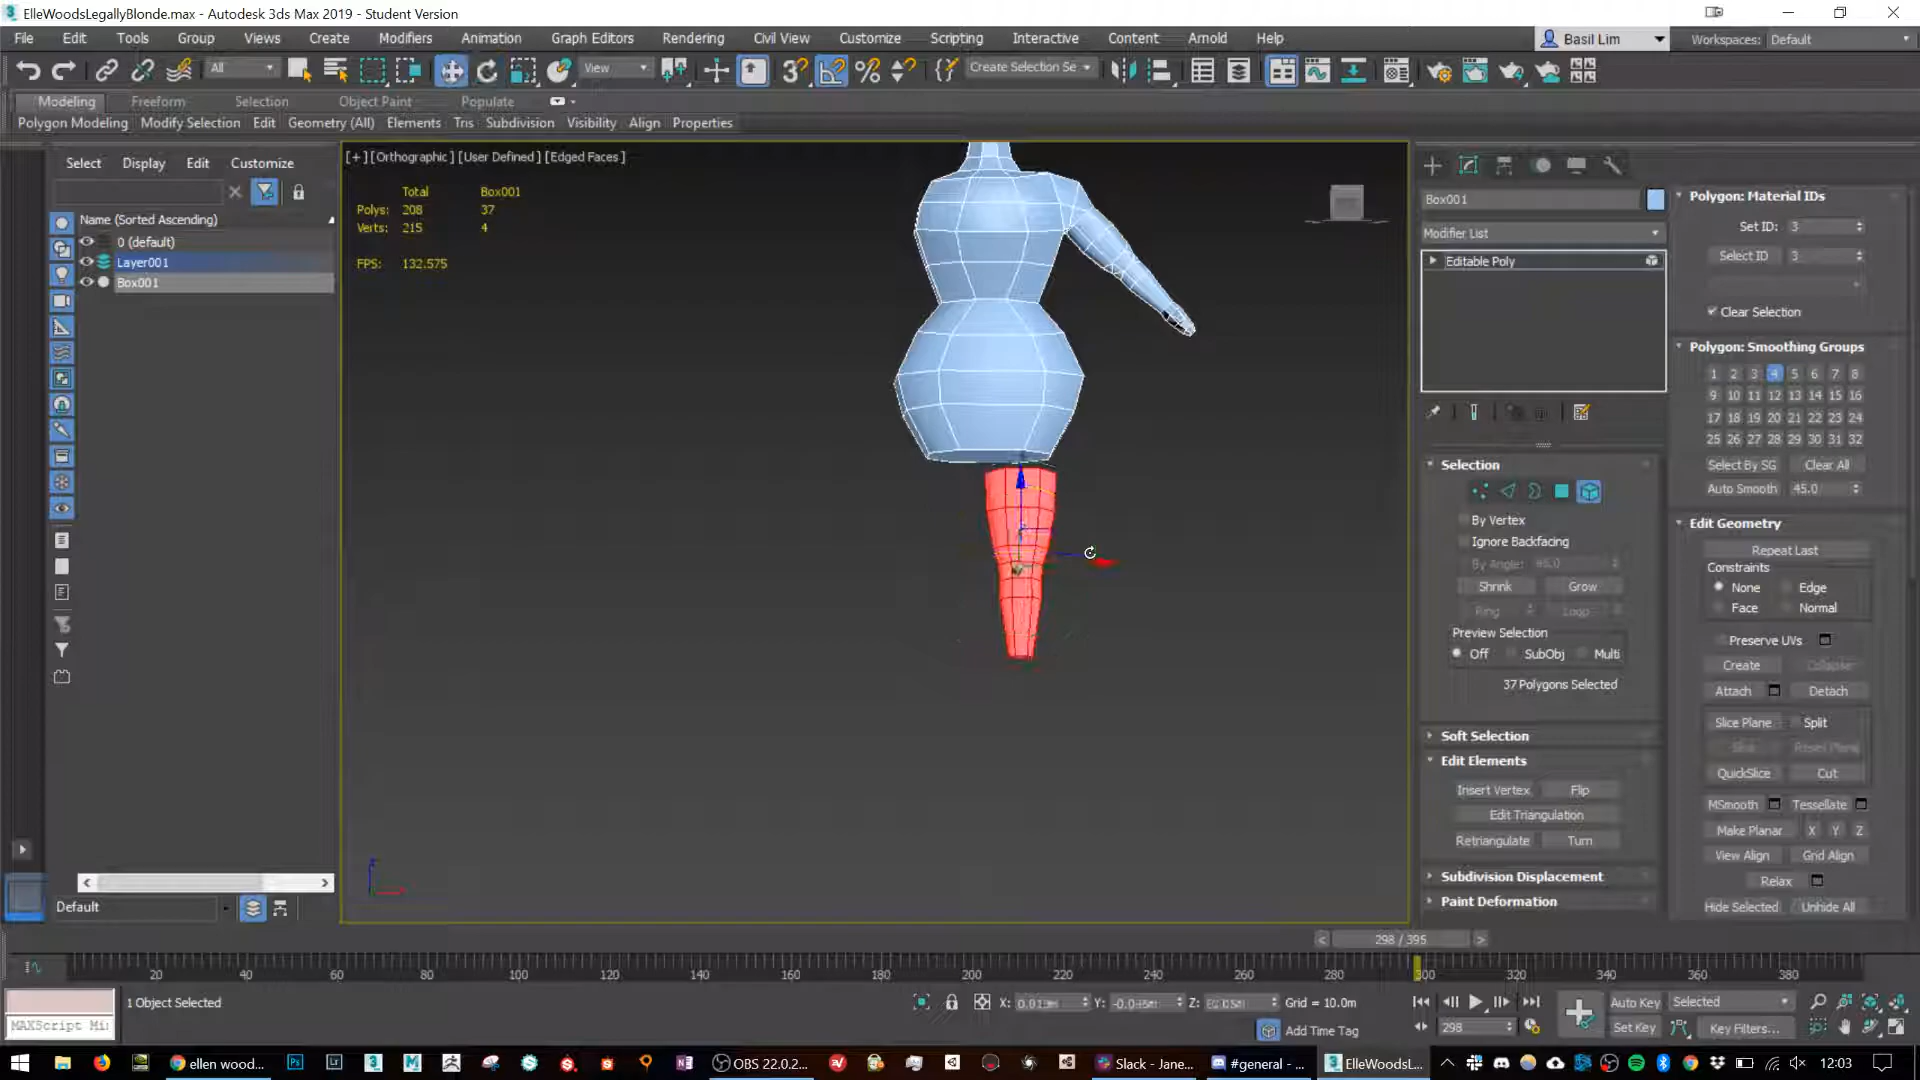 ElleWoodsLegallyBlonde.max - Autodesk 3ds Max 2019 - Student Version
File Edit Tools Group Views Create Modifiers Animation Graph Editors Rendering Civil View Customize Scripting Interactive Content Arnold Help
Basil Lim
Workspaces: Default
All
View
Create Selection Se
Modeling Freeform Selection Object Paint Populate
Polygon Modeling Modify Selection Edit Geometry (All) Elements Tris Subdivision Visibility Align Properties
Select Display Edit Customize
Name (Sorted Ascending)
0 (default)
Layer001
Box001
Default
[+] [Orthographic] [User Defined] [Edged Faces]
Total Box001
Polys: 208 37
Verts: 215 4
FPS: 132.575
Box001
Modifier List
Editable Poly
Selection
By Vertex
Ignore Backfacing
By Angle:
Shrink Grow
Ring Loop
Preview Selection
Off SubObj Multi
37 Polygons Selected
Soft Selection
Edit Elements
Insert Vertex Flip
Edit Triangulation
Retriangulate Turn
Subdivision Displacement
Paint Deformation
Polygon: Material IDs
Set ID: 3
Select ID 3
Clear Selection
Polygon: Smoothing Groups
1 2 3 4 5 6 7 8
9 10 11 12 13 14 15 16
17 18 19 20 21 22 23 24
25 26 27 28 29 30 31 32
Select By SG Clear All
Auto Smooth 45.0
Edit Geometry
Repeat Last
Constraints
None Edge
Face Normal
Preserve UVs
Create Collapse
Attach Detach
Slice Plane Split
Slice Reset Plane
QuickSlice Cut
MSmooth Tessellate
Make Planar X Y Z
View Align Grid Align
Relax
Hide Selected Unhide All
< 298 / 395 >
20 40 60 80 100 120 140 160 180 200 220 240 260 280 300 320 340 360 380
MAXScript Mi
1 Object Selected
X: Y: Z: Grid = 10.0m
Add Time Tag
298
Auto Key Selected
Set Key Key Filters...
ellen wood...
OBS 22.0.2...
Slack - Jane...
#general - ...
ElleWoodsL...
12:03